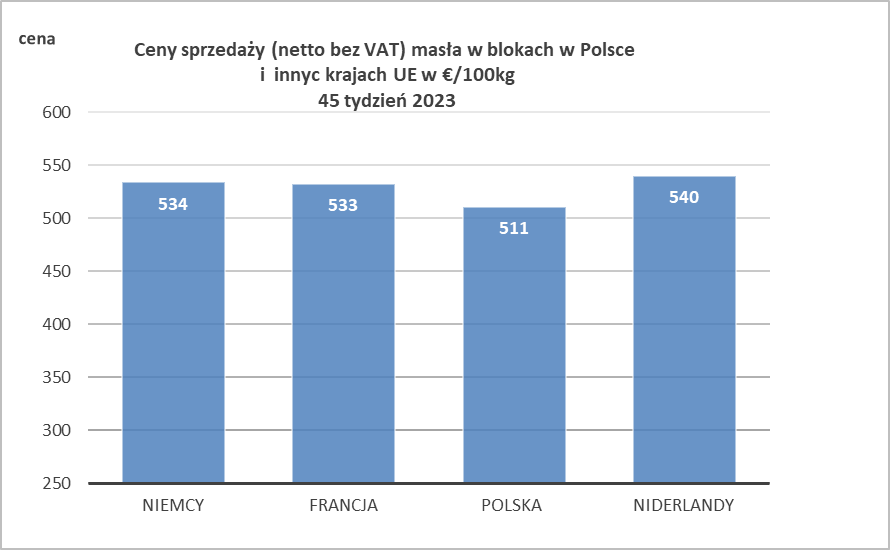 cena
Ceny sprzedaży (netto bez VAT) masła w blokach w Polsce
i innyc krajach UE w €/100kg
45 tydzień 2023
600
550
500
450
400
350
300
250
534
533
511
540
NIEMCY
FRANCJA
POLSKA
NIDERLANDY